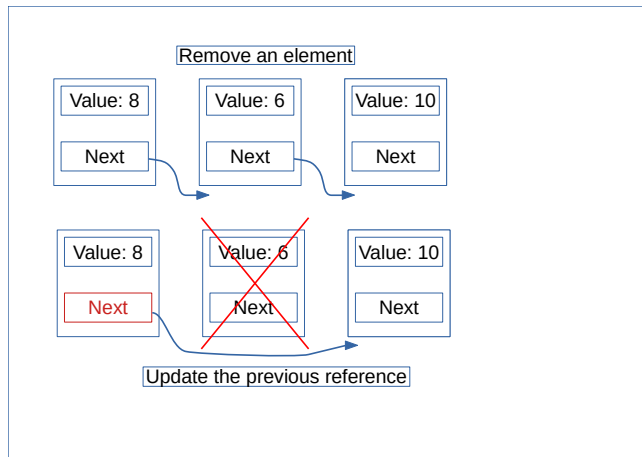 Remove an element
Value: 8
Value: 6
Value: 10
Next
Next
Next
Value: 8
Value: 6
Value: 10
Next
Next
Next
Update the previous reference